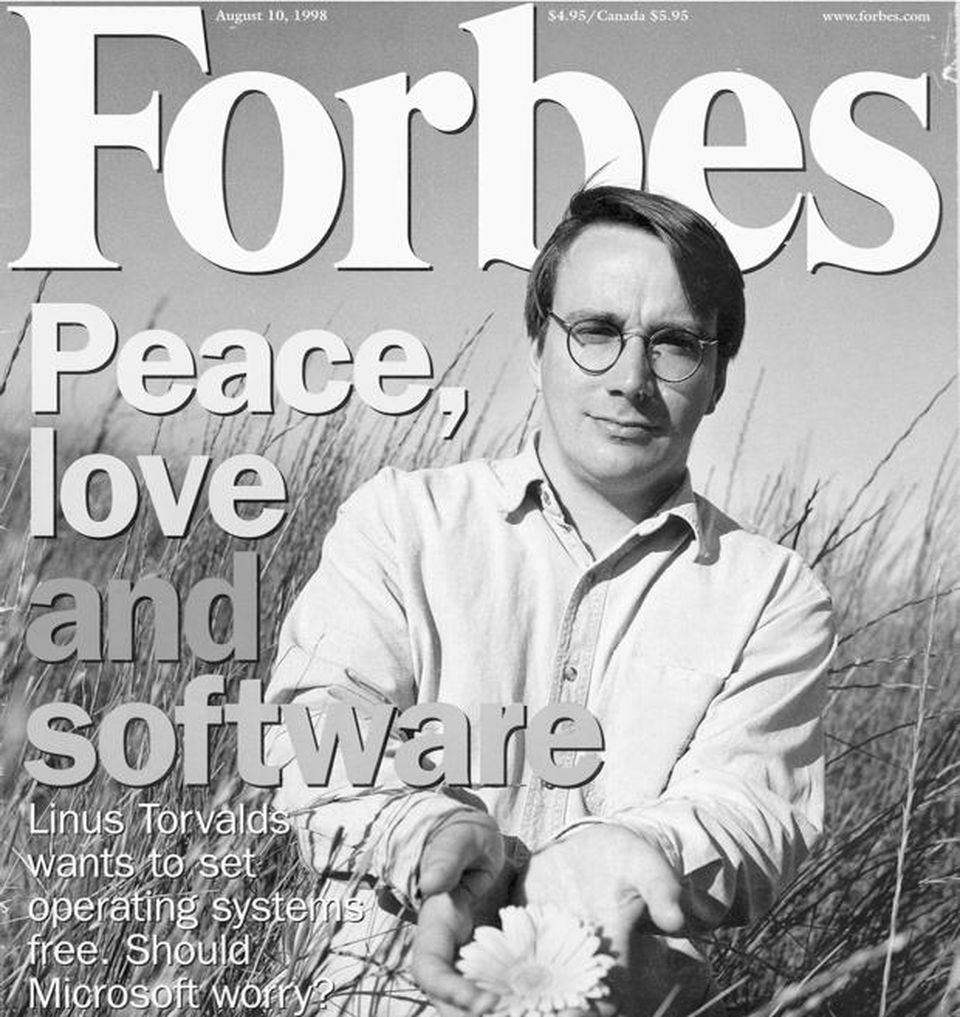 August 10, 1998 $4.95/Canada $5.95 www.forbes.com
Forbes
Peace,
love
and
software
Linus Torvalds
wants to set
operating systems
free. Should
Microsoft worry?